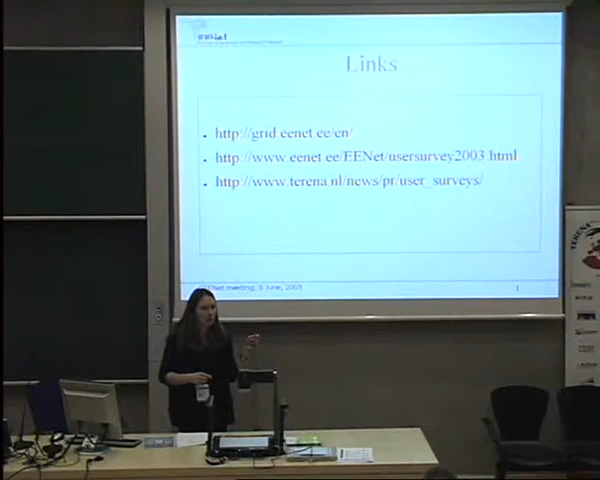 Links
http://grid.eenet.ee/en/
http://www.eenet.ee/EENet/usersurvey2003.html
http://www.terena.nl/news/pr/user_surveys/
meeting, 9 June, 2005
1
TERENA